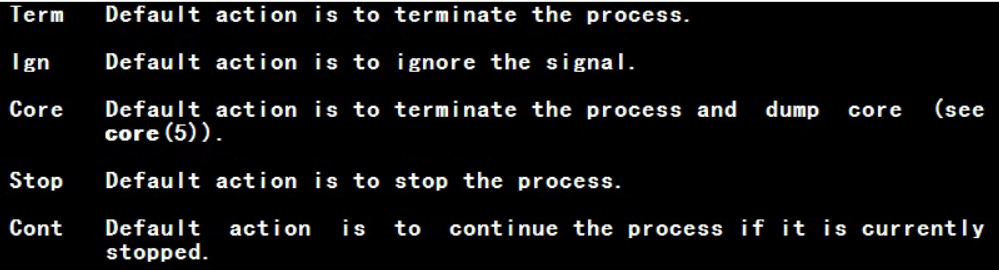 Term Default action is to terminate the process.
Ign Default action is to ignore the signal.
Core Default action is to terminate the process and dump core (see
core(5)).
Stop Default action is to stop the process.
Cont Default action is to continue the process if it is currently
stopped.